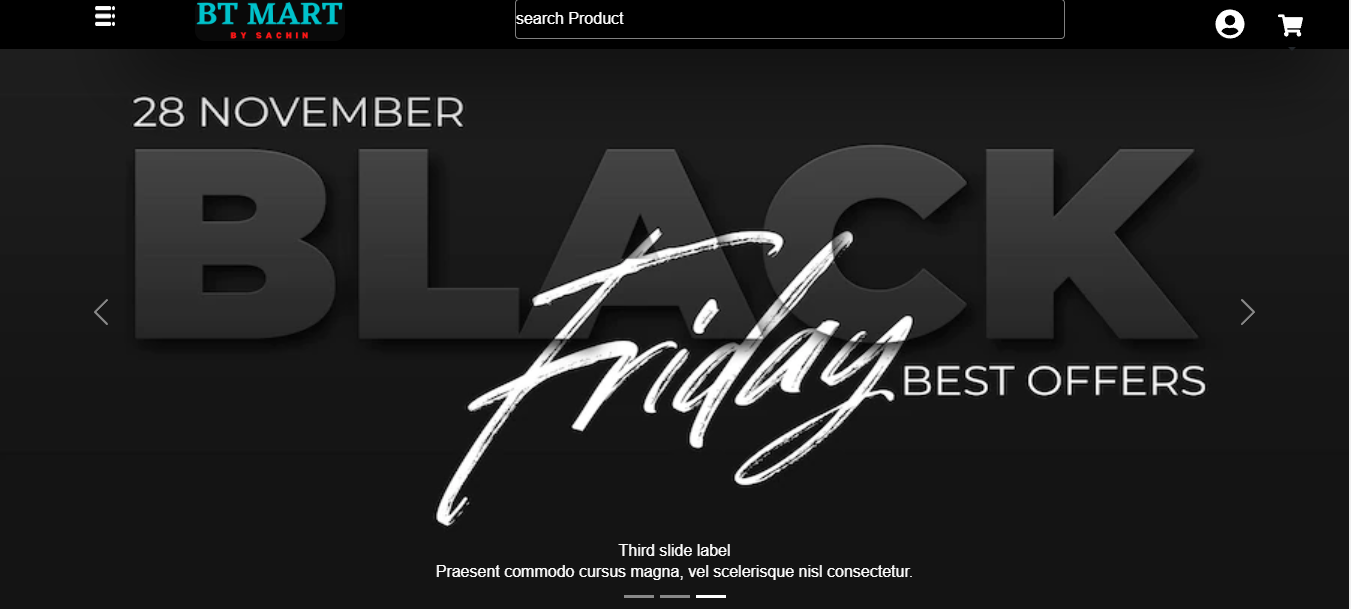 BT MART
BY SACHIN
search Product
28 NOVEMBER
BLACK
Friday
BEST OFFERS
Third slide label
Praesent commodo cursus magna, vel scelerisque nisl consectetur.